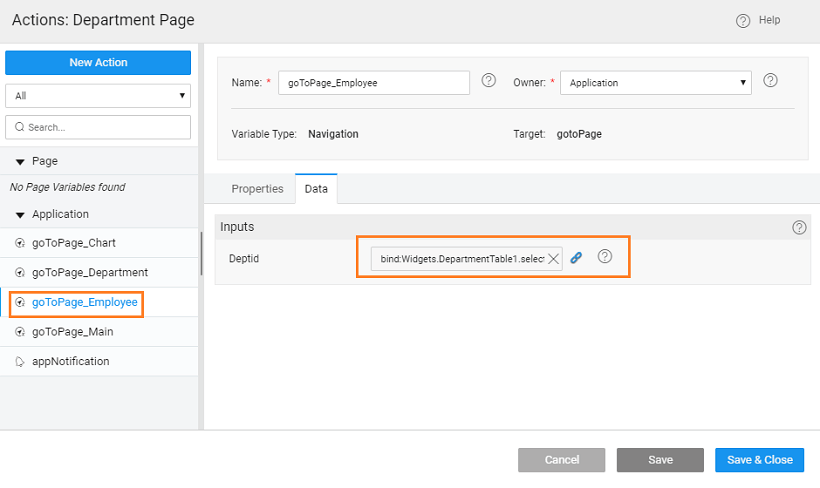 Actions: Department Page
Help
New Action
All
Search...
Page
No Page Variables found
Application
goToPage_Chart
goToPage_Department
goToPage_Employee
goToPage_Main
appNotification
Name: * goToPage_Employee
Owner: * Application
Variable Type: Navigation
Target: gotoPage
Properties Data
Inputs
Deptid bind:Widgets.DepartmentTable1.select
Cancel Save Save & Close